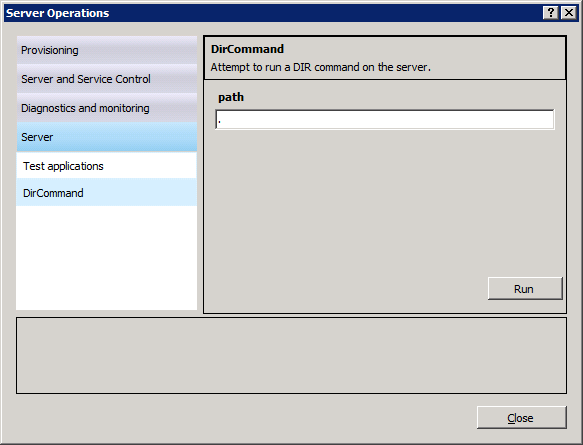 Server Operations
Provisioning
Server and Service Control
Diagnostics and monitoring
Server
Test applications
DirCommand
DirCommand
Attempt to run a DIR command on the server.
path
.
Run
Close